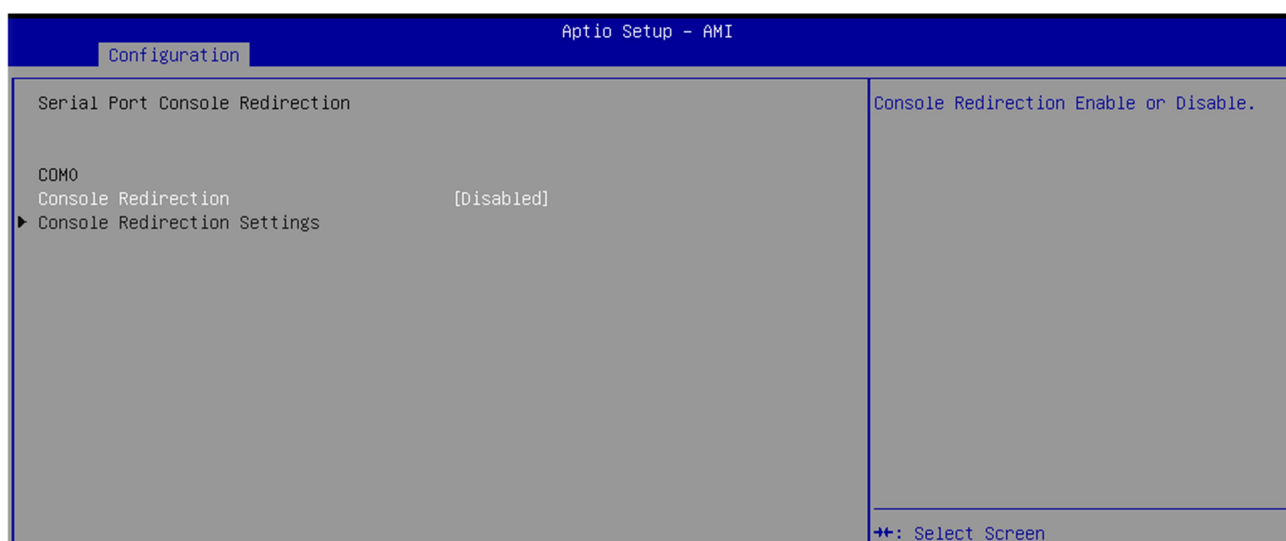 Aptio Setup – AMI
Configuration
Serial Port Console Redirection
Console Redirection Enable or Disable.
COM0
Console Redirection [Disabled]
▶ Console Redirection Settings
→←: Select Screen